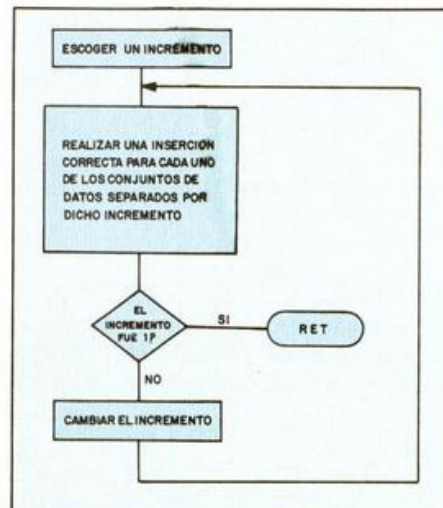 ESCOGER UN INCREMENTO
REALIZAR UNA INSERCIÓN
CORRECTA PARA CADA UNO
DE LOS CONJUNTOS DE
DATOS SEPARADOS POR
DICHO INCREMENTO
EL
INCREMENTO
FUE 1?
SI
RET
NO
CAMBIAR EL INCREMENTO